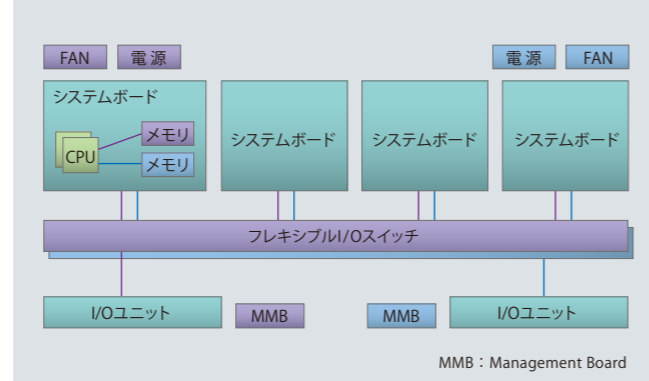 FAN 電源 電源 FAN
システムボード
メモリ
CPU
メモリ
システムボード システムボード システムボード
フレキシブルI/Oスイッチ
I/Oユニット MMB MMB I/Oユニット
MMB：Management Board